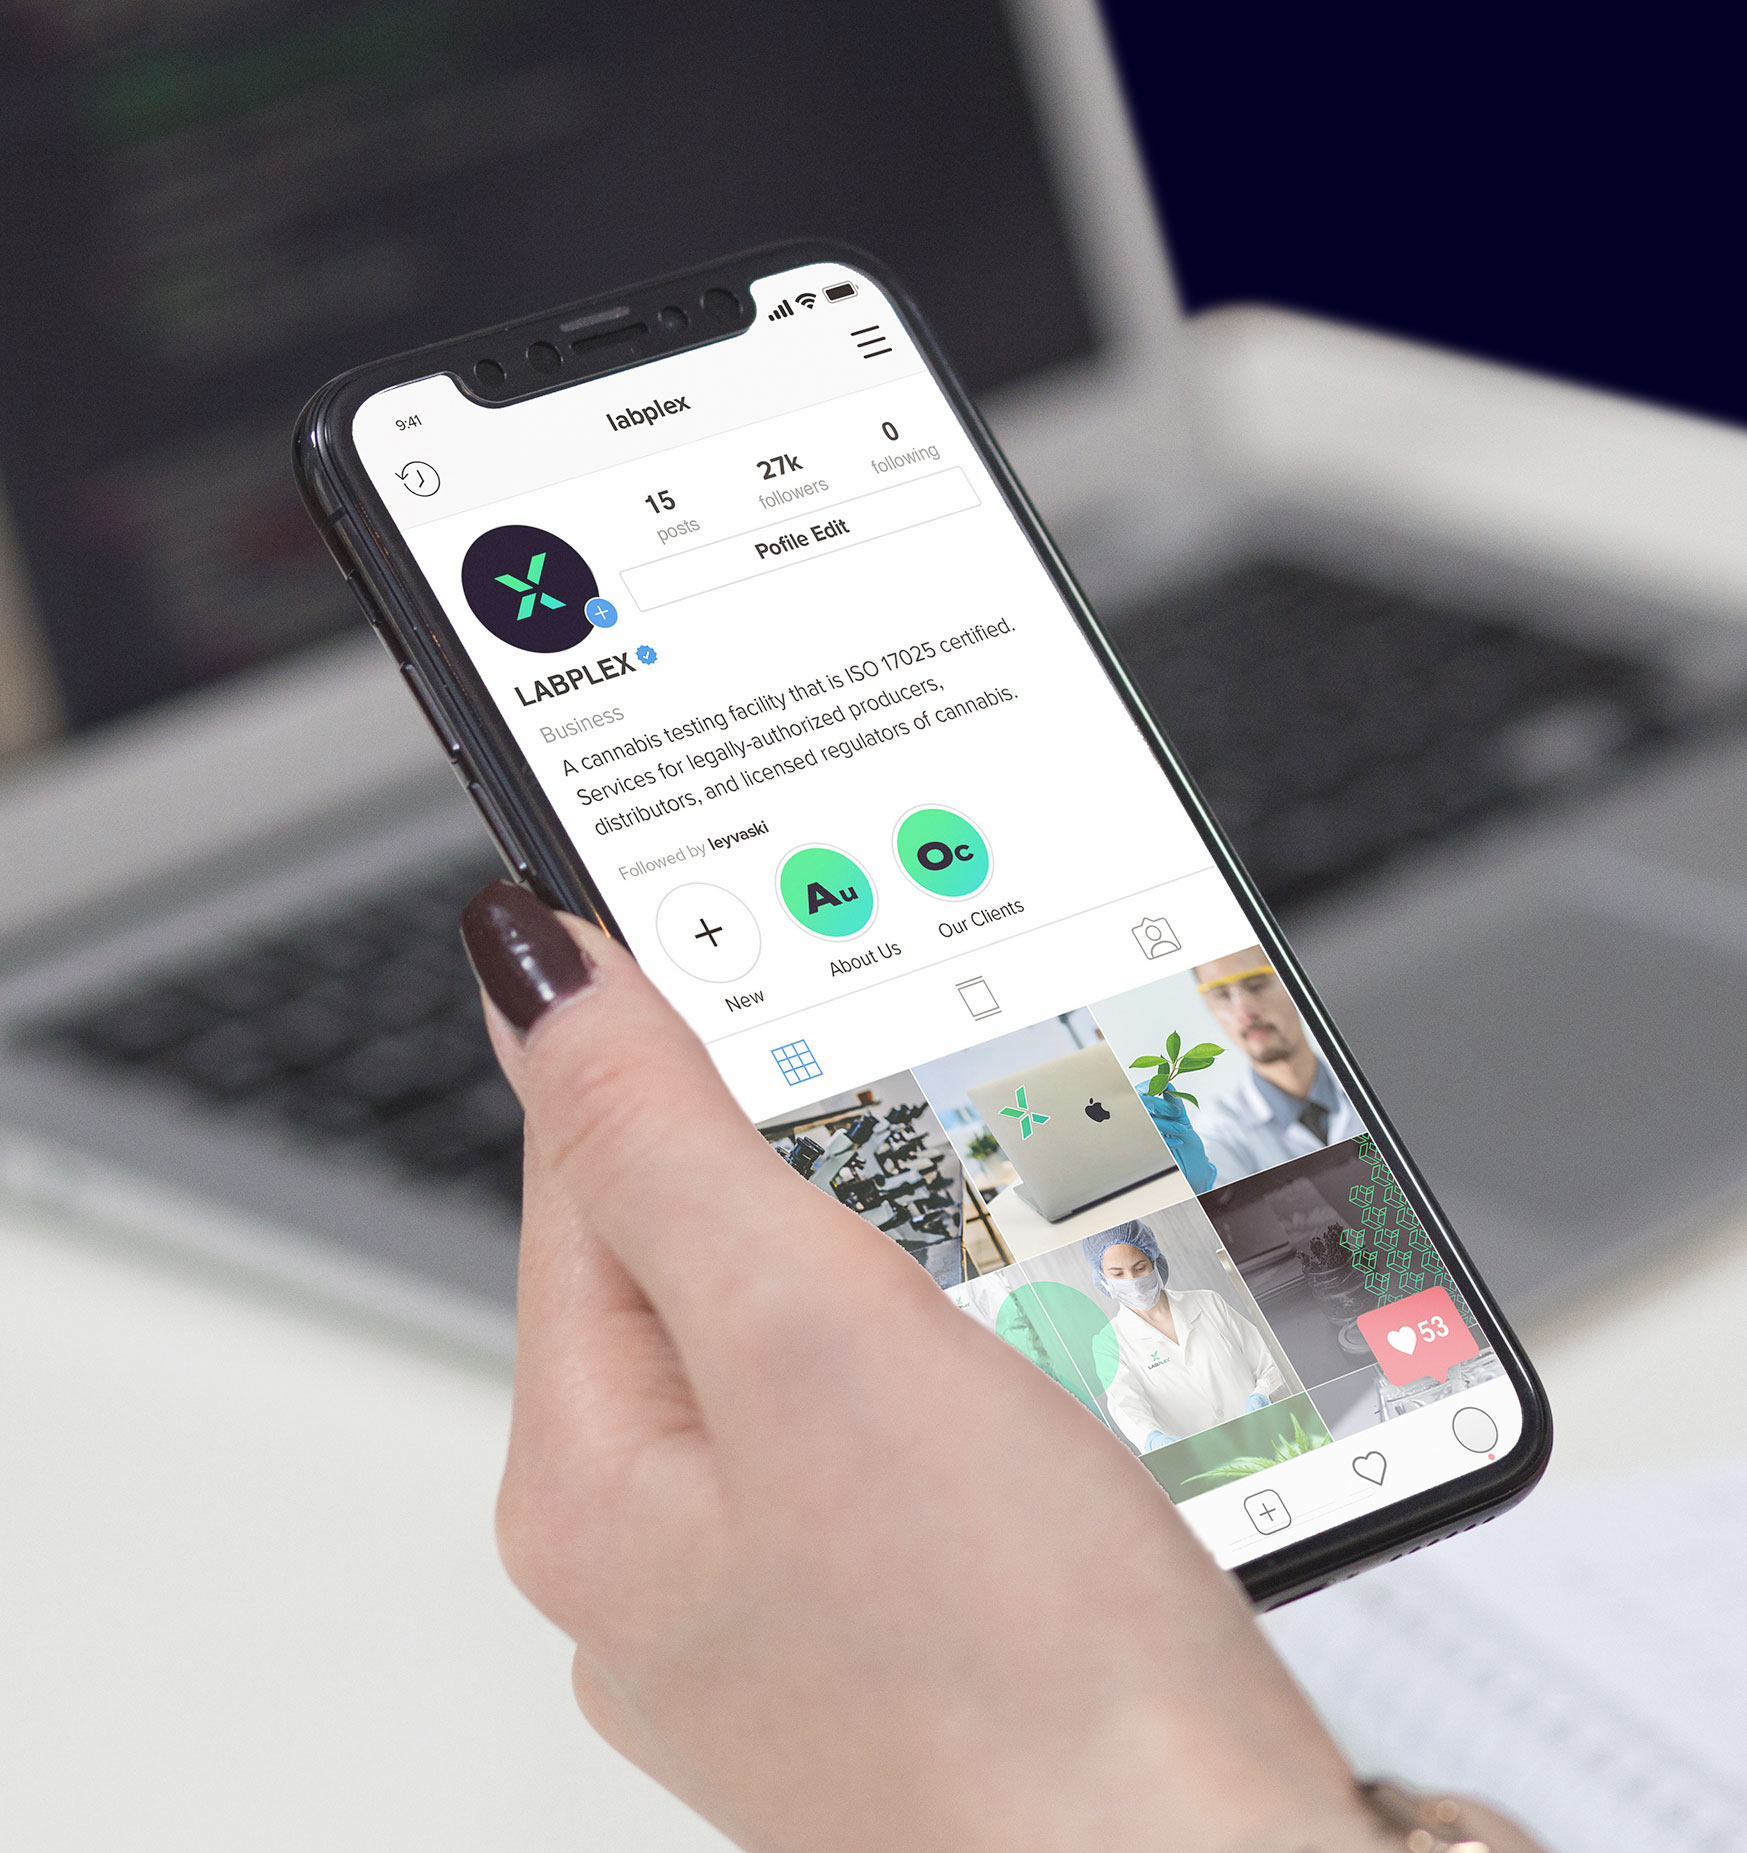 9:41
labplex
15
posts
27k
followers
0
following
Pofile Edit
LABPLEX
Business
A cannabis testing facility that is ISO 17025 certified.
Services for legally-authorized producers,
distributors, and licensed regulators of cannabis.
Followed by leyvaski
Au
Oc
New
About Us
Our Clients
LABPLEX
53